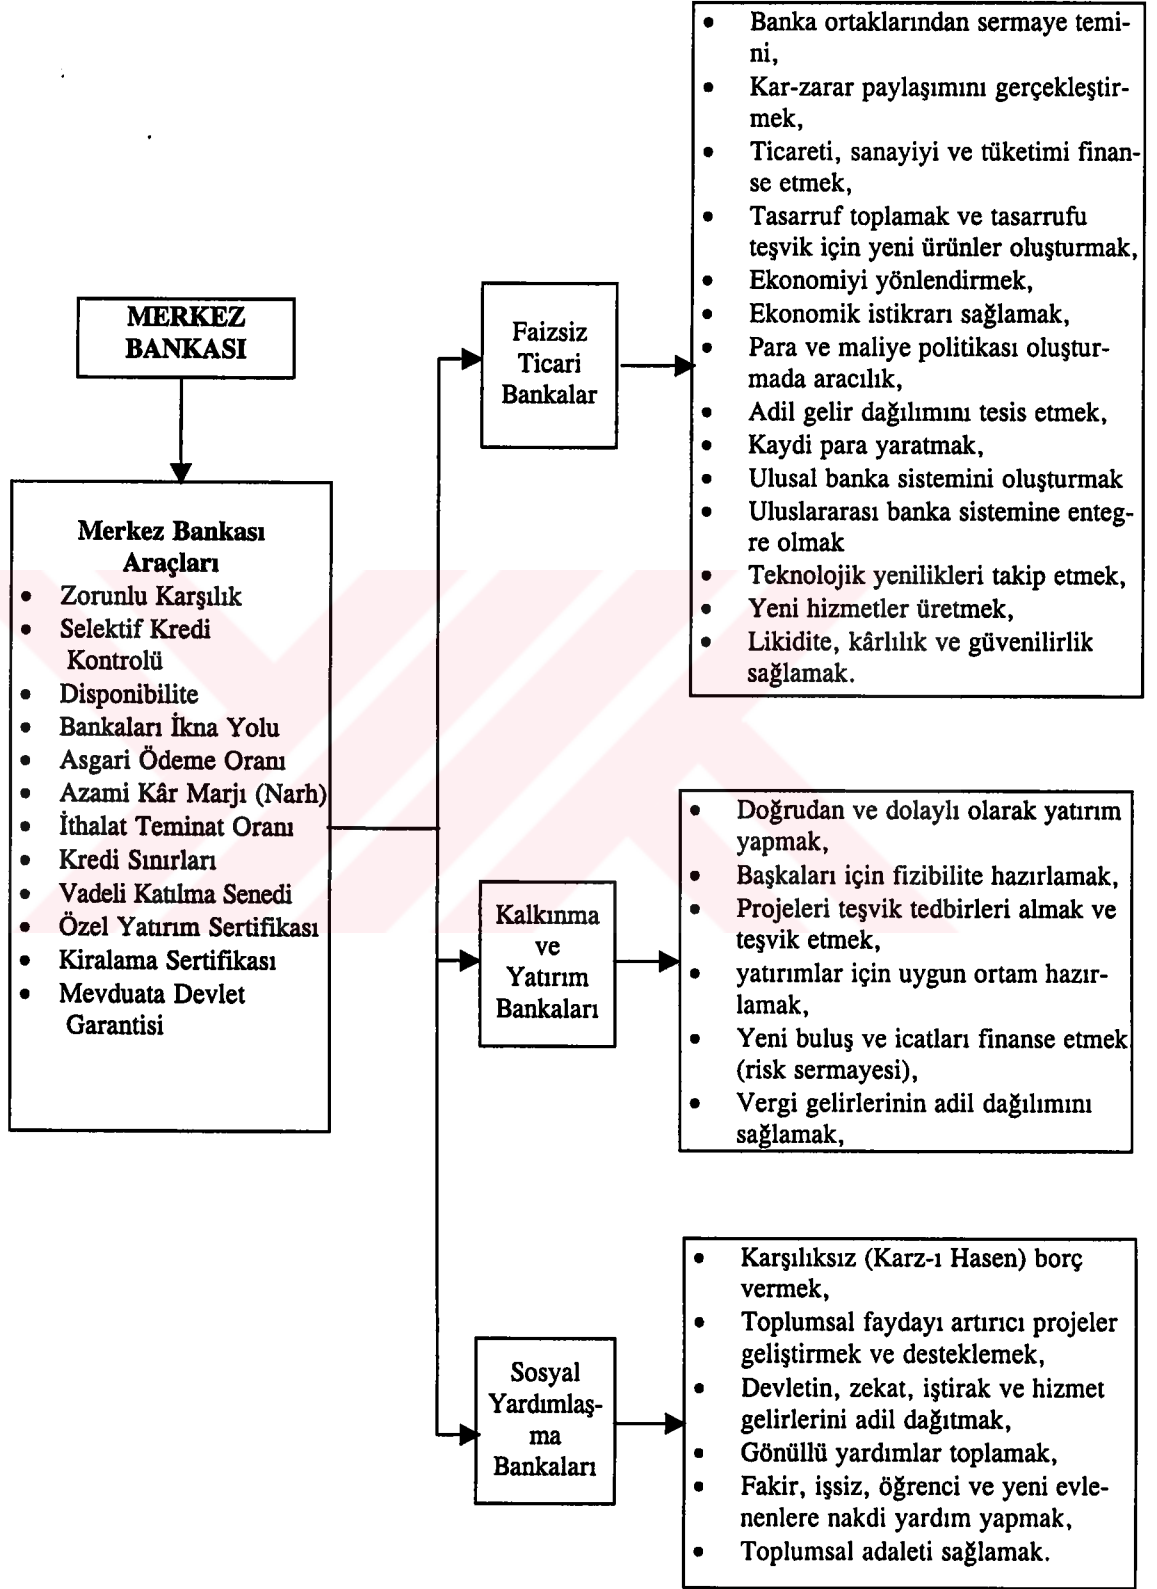 MERKEZ
BANKASI
Merkez Bankası
Araçları
• Zorunlu Karşılık
• Selektif Kredi
Kontrolü
• Disponibilite
• Bankaları İkna Yolu
• Asgari Ödeme Oranı
• Azami Kâr Marjı (Narh)
• İthalat Teminat Oranı
• Kredi Sınırları
• Vadeli Katılma Senedi
• Özel Yatırım Sertifikası
• Kiralama Sertifikası
• Mevduata Devlet
Garantisi
Faizsiz
Ticari
Bankalar
• Banka ortaklarından sermaye temi-
ni,
• Kar-zarar paylaşımını gerçekleştir-
mek,
• Ticareti, sanayiyi ve tüketimi finan-
se etmek,
• Tasarruf toplamak ve tasarrufu
teşvik için yeni ürünler oluşturmak,
• Ekonomiyi yönlendirmek,
• Ekonomik istikrarı sağlamak,
• Para ve maliye politikası oluştur-
mada aracılık,
• Adil gelir dağılımını tesis etmek,
• Kaydi para yaratmak,
• Ulusal banka sistemini oluşturmak
• Uluslararası banka sistemine enteg-
re olmak
• Teknolojik yenilikleri takip etmek,
• Yeni hizmetler üretmek,
• Likidite, kârlılık ve güvenilirlik
sağlamak.
Kalkınma
ve
Yatırım
Bankaları
• Doğrudan ve dolaylı olarak yatırım
yapmak,
• Başkaları için fizibilite hazırlamak,
• Projeleri teşvik tedbirleri almak ve
teşvik etmek,
• yatırımlar için uygun ortam hazır-
lamak,
• Yeni buluş ve icatları finanse etmek
(risk sermayesi),
• Vergi gelirlerinin adil dağılımını
sağlamak,
Sosyal
Yardımlaş-
ma
Bankaları
• Karşılıksız (Karz-ı Hasen) borç
vermek,
• Toplumsal faydayı artırıcı projeler
geliştirmek ve desteklemek,
• Devletin, zekat, iştirak ve hizmet
gelirlerini adil dağıtmak,
• Gönüllü yardımlar toplamak,
• Fakir, işsiz, öğrenci ve yeni evle-
nenlere nakdi yardım yapmak,
• Toplumsal adaleti sağlamak.